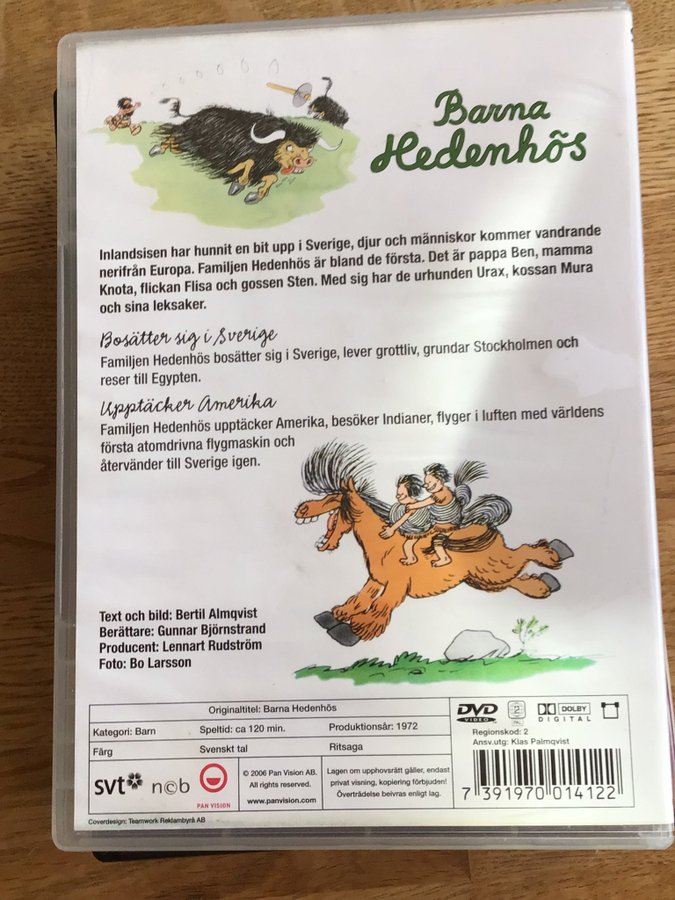 Barna
Hedenhös
Inlandsisen har hunnit en bit upp i Sverige, djur och människor kommer vandrande
nerifrån Europa. Familjen Hedenhös är bland de första. Det är pappa Ben, mamma
Knota, flickan Flisa och gossen Sten. Med sig har de urhunden Urax, kossan Mura
och sina leksaker.
Bosätter sig i Sverige
Familjen Hedenhös bosätter sig i Sverige, lever grottliv, grundar Stockholmen och
reser till Egypten.
Upptäcker Amerika
Familjen Hedenhös upptäcker Amerika, besöker Indianer, flyger i luften med världens
första atomdrivna flygmaskin och
återvänder till Sverige igen.
Text och bild: Bertil Almqvist
Berättare: Gunnar Björnstrand
Producent: Lennart Rudström
Foto: Bo Larsson
Originaltitel: Barna Hedenhös
Kategori: Barn Speltid: ca 120 min. Produktionsår: 1972
Färg Svenskt tal Ritsaga
DVD VIDEO 2 PAL DOLBY DIGITAL
Regionskod: 2
Ansv.utg: Klas Palmqvist
svt n©b PAN VISION
© 2006 Pan Vision AB.
All rights reserved.
www.panvision.com
Lagen om upphovsrätt gäller, endast
privat visning, kopiering förbjuden!
Överträdelse beivras enligt lag.
7 391970 014122
Coverdesign: Teamwork Reklambyrå AB